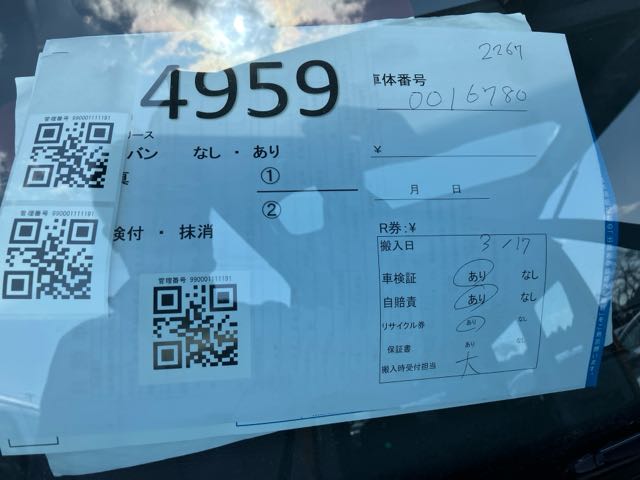 2267
4959
車体番号
0016780
管理番号 990001111191
リース
バン なし・あり
¥
真
①
②
月 日
管理番号 990001111191
検付・抹消
R券:¥
搬入日 3/17
車検証 あり なし
自賠責 あり なし
リサイクル券 あり なし
保証書 あり なし
搬入時受付担当 大
管理番号 990001111191